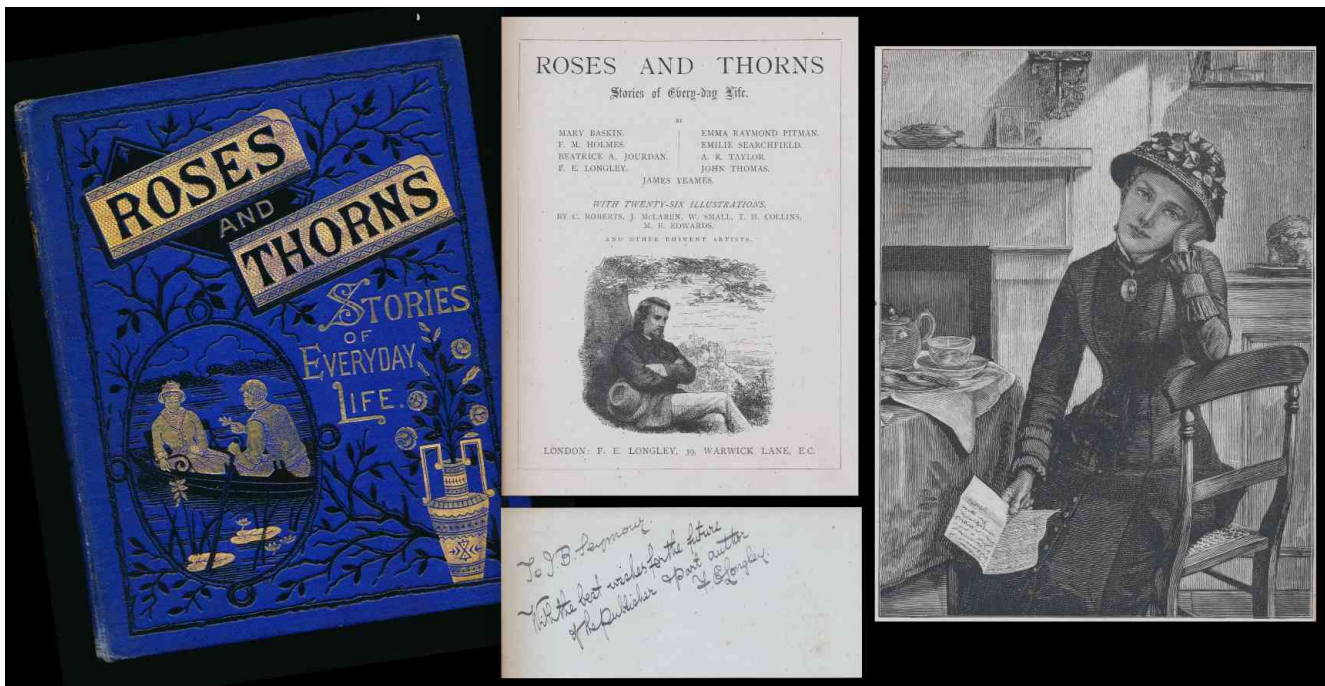 ROSES
AND
THORNS
STORIES
OF
EVERYDAY
LIFE.
ROSES AND THORNS
Stories of Every-day Life.
BY
MARY BASKIN.
F. M. HOLMES.
BEATRICE A. JOURDAN.
F. E. LONGLEY.
EMMA RAYMOND PITMAN.
EMILIE SEARCHFIELD.
A. R. TAYLOR.
JOHN THOMAS.
JAMES YEAMES.
WITH TWENTY-SIX ILLUSTRATIONS,
BY C. ROBERTS, J. McLAREN, W. SMALL, T. H. COLLINS,
M. E. EDWARDS,
AND OTHER EMINENT ARTISTS.
LONDON: F. E. LONGLEY, 39, WARWICK LANE, E.C.
To J. B. Seymour.
With the best wishes for the future
of the publisher & part author
F E Longley.